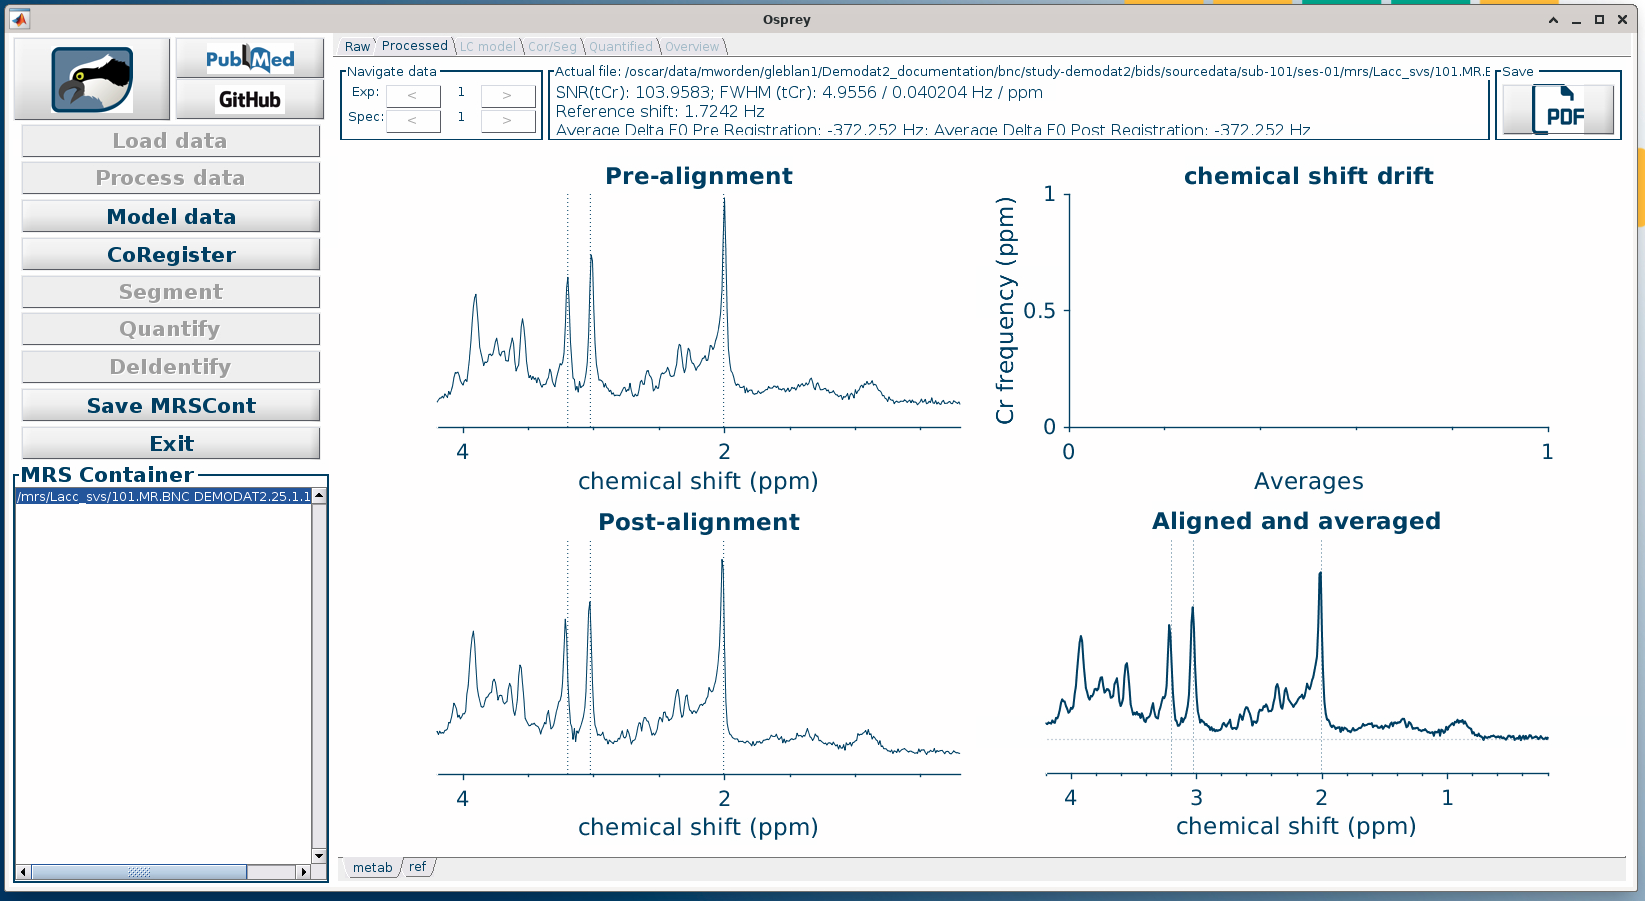 Osprey
PubMed
GitHub
Load data
Process data
Model data
CoRegister
Segment
Quantify
DeIdentify
Save MRSCont
Exit
MRS Container
/mrs/Lacc_svs/101.MR.BNC DEMODAT2.25.1.1
Raw Processed LC model Cor/Seg Quantified Overview
Navigate data
Exp: < 1 >
Spec: < 1 >
Actual file: /oscar/data/mworden/gleblan1/Demodat2_documentation/bnc/study-demodat2/bids/sourcedata/sub-101/ses-01/mrs/Lacc_svs/101.MR.B
SNR(tCr): 103.9583; FWHM (tCr): 4.9556 / 0.040204 Hz / ppm
Reference shift: 1.7242 Hz
Average Delta F0 Pre Registration: -372.252 Hz; Average Delta F0 Post Registration: -372.252 Hz
Save
PDF
Pre-alignment
4 2
chemical shift (ppm)
chemical shift drift
Cr frequency (ppm)
1
0.5
0
0 1
Averages
Post-alignment
4 2
chemical shift (ppm)
Aligned and averaged
4 3 2 1
chemical shift (ppm)
metab ref